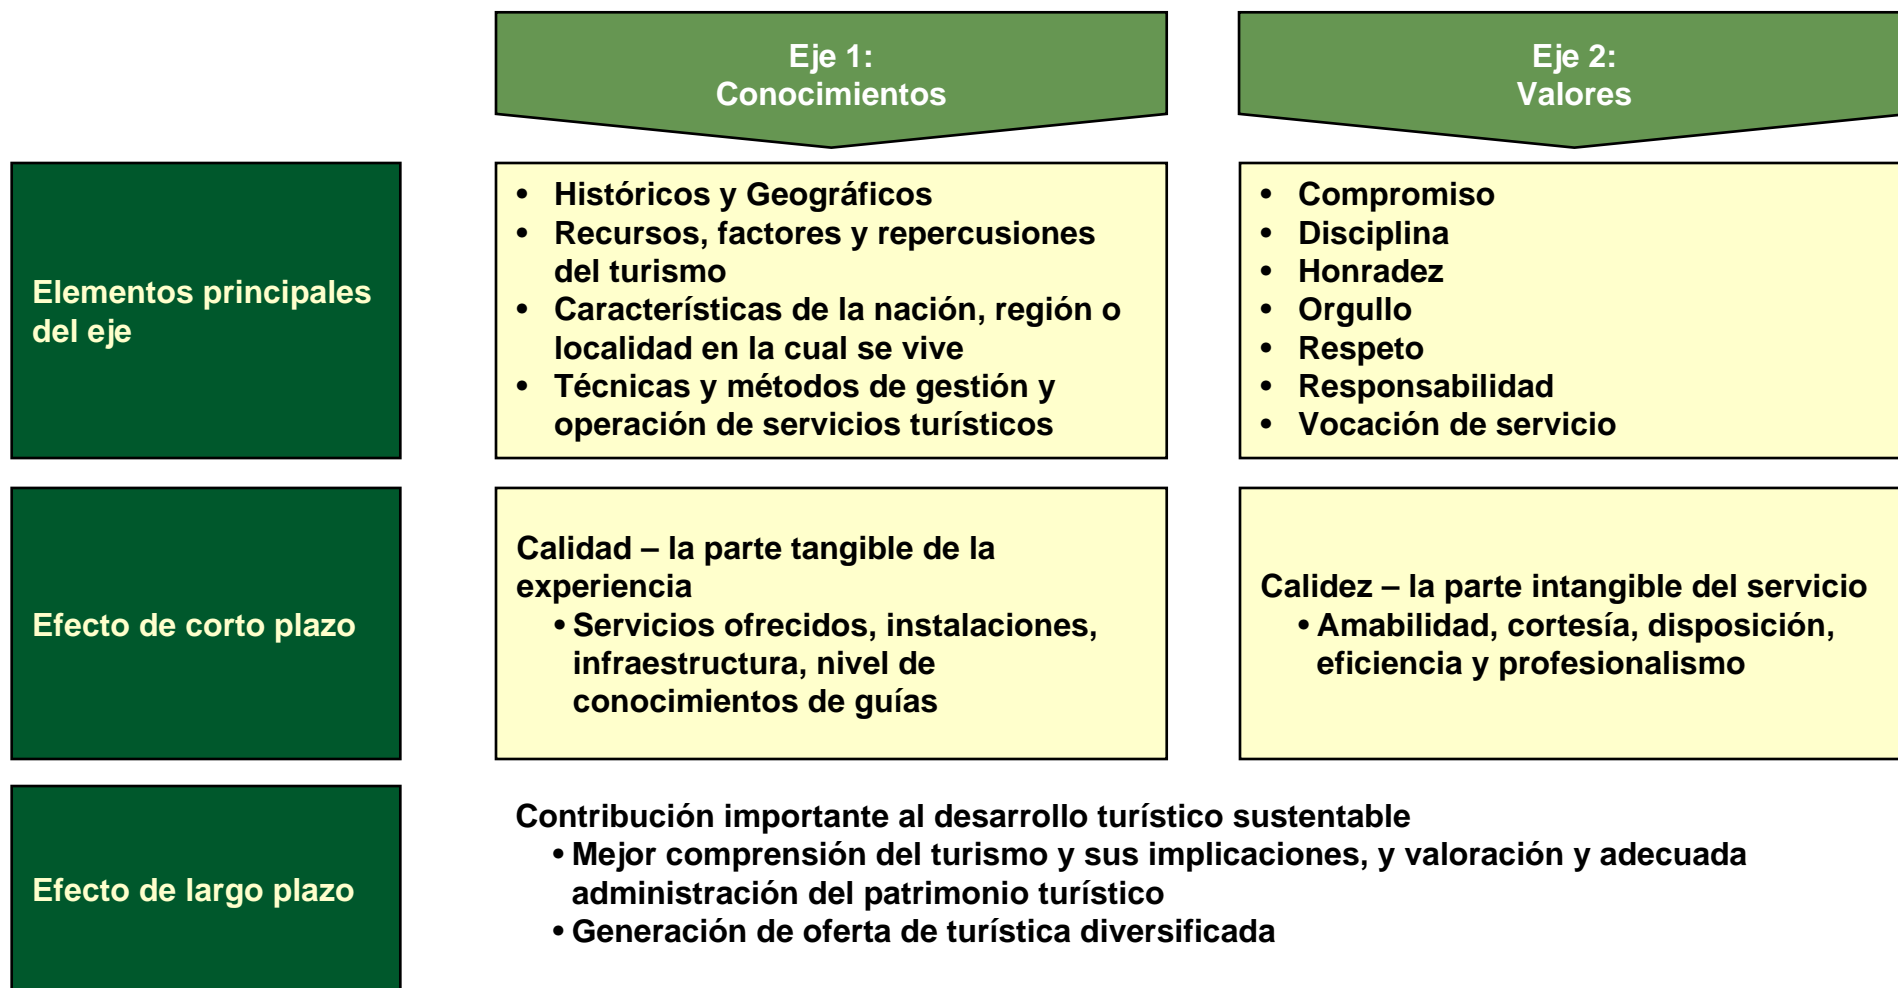 Eje 1:
Conocimientos
Eje 2:
Valores
Elementos principales
del eje
• Históricos y Geográficos
• Recursos, factores y repercusiones
del turismo
• Características de la nación, región o
localidad en la cual se vive
• Técnicas y métodos de gestión y
operación de servicios turísticos
• Compromiso
• Disciplina
• Honradez
• Orgullo
• Respeto
• Responsabilidad
• Vocación de servicio
Efecto de corto plazo
Calidad – la parte tangible de la
experiencia
• Servicios ofrecidos, instalaciones,
infraestructura, nivel de
conocimientos de guías
Calidez – la parte intangible del servicio
• Amabilidad, cortesía, disposición,
eficiencia y profesionalismo
Efecto de largo plazo
Contribución importante al desarrollo turístico sustentable
• Mejor comprensión del turismo y sus implicaciones, y valoración y adecuada
administración del patrimonio turístico
• Generación de oferta de turística diversificada